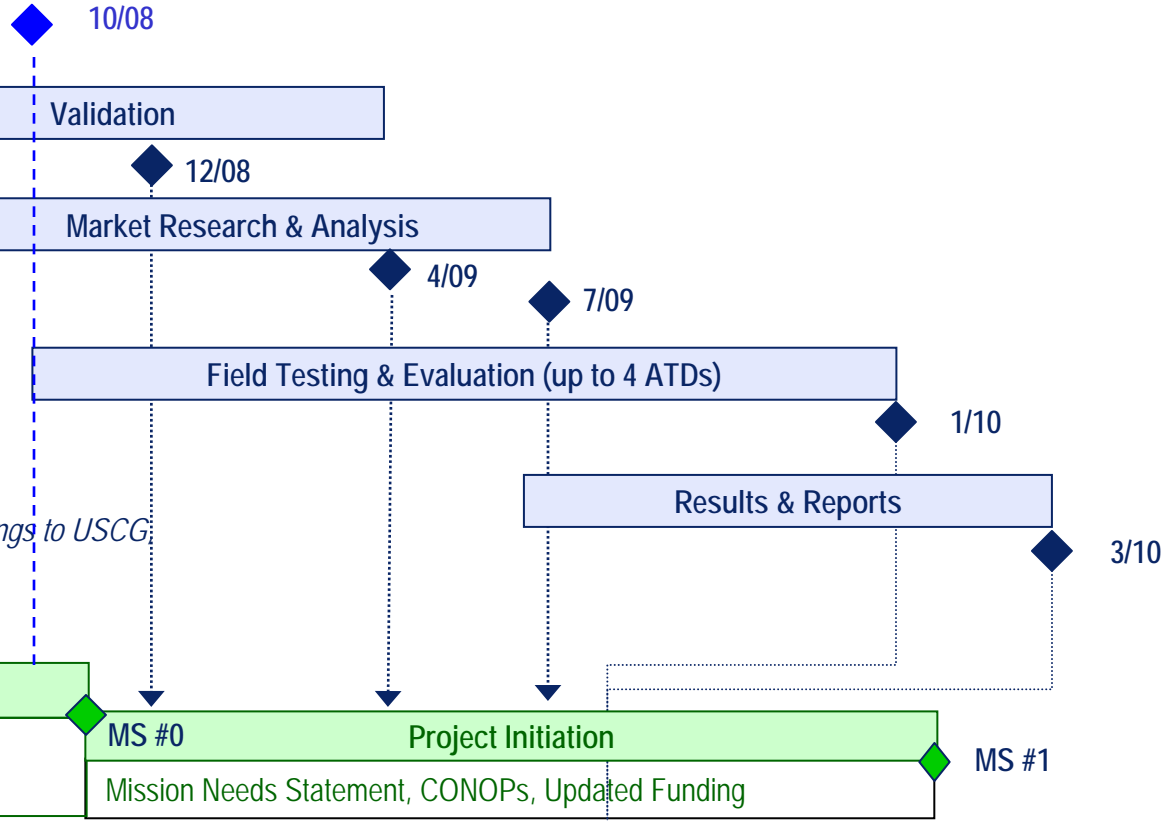 10/08
Validation
12/08
Market Research & Analysis
4/09
7/09
Field Testing & Evaluation (up to 4 ATDs)
1/10
Results & Reports
to USCG
3/10
MS #0
Project Initiation
MS #1
Mission Needs Statement, CONOPs, Updated Funding